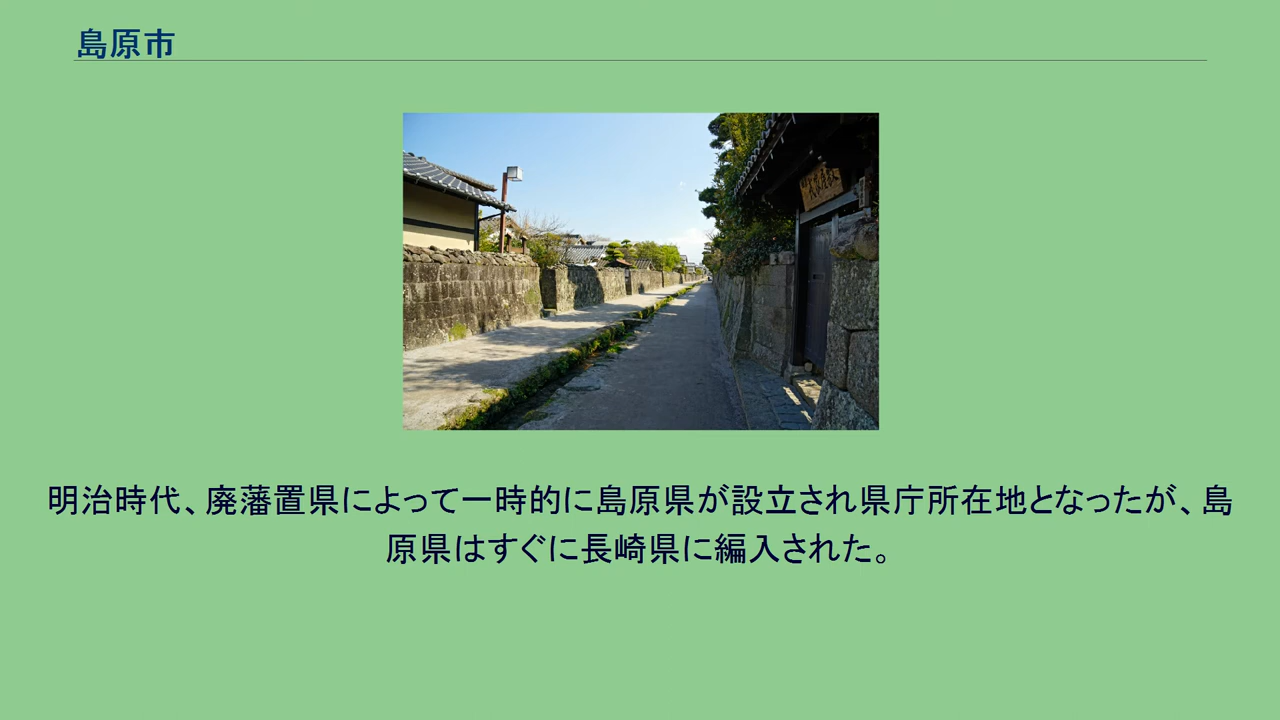 島原市
明治時代、廃藩置県によって一時的に島原県が設立され県庁所在地となったが、島
原県はすぐに長崎県に編入された。